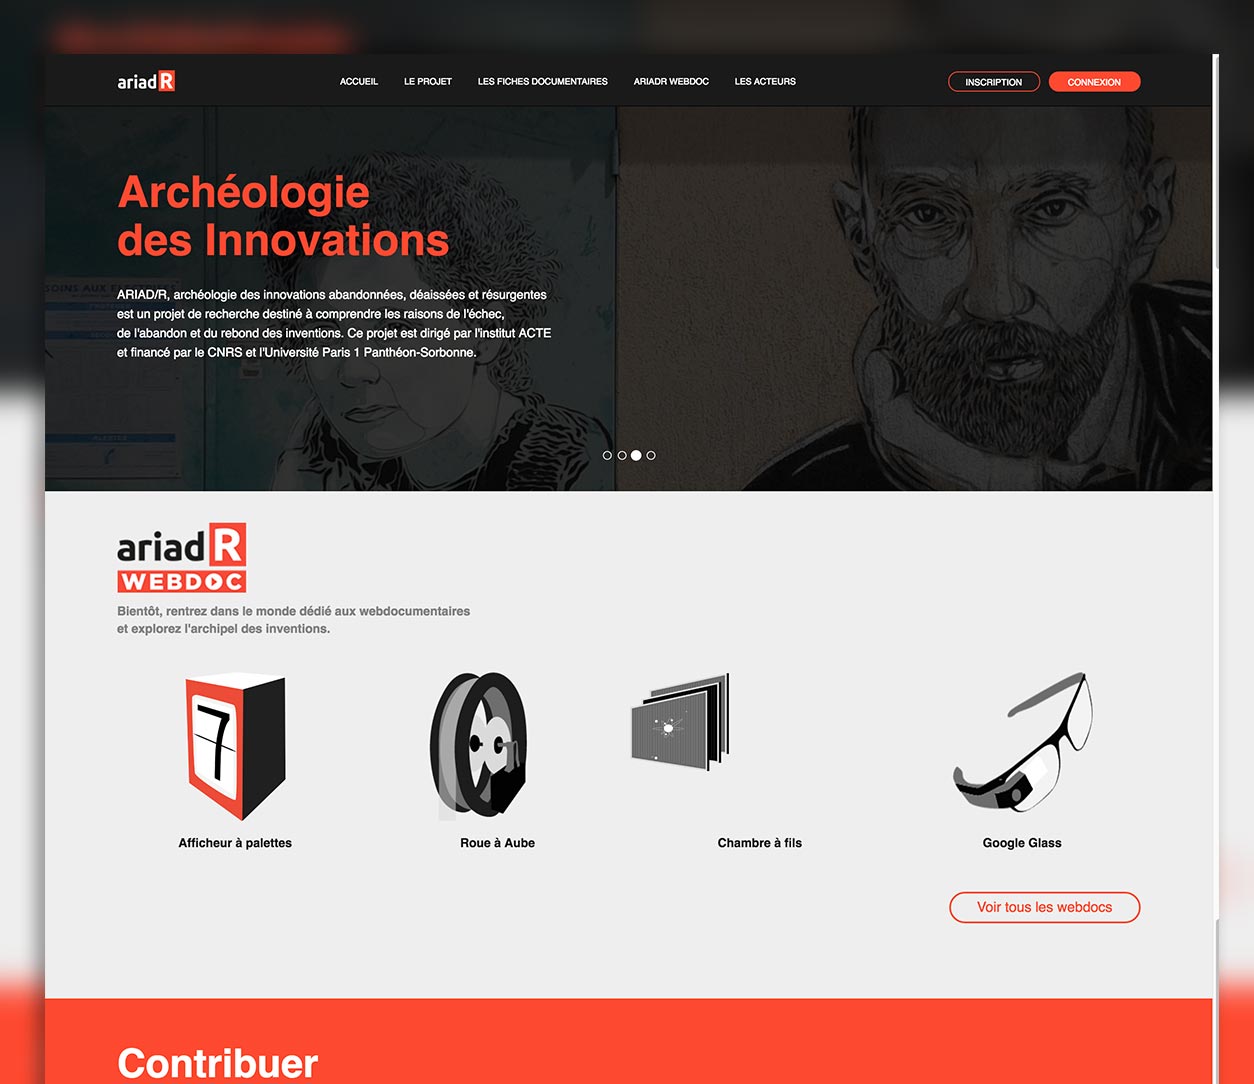 ariadR
ACCUEIL
LE PROJET
LES FICHES DOCUMENTAIRES
ARIADR WEBDOC
LES ACTEURS
INSCRIPTION
CONNEXION
Archéologie
des Innovations
SOINS AUX
ARIAD/R, archéologie des innovations abandonnées, déaissées et résurgentes
est un projet de recherche destiné à comprendre les raisons de l'échec,
de l'abandon et du rebond des inventions. Ce projet est dirigé par l'institut ACTE
et financé par le CNRS et l'Université Paris 1 Panthéon-Sorbonne.
ariadR
WEBDOC
Bientôt, rentrez dans le monde dédié aux webdocumentaires
et explorez l'archipel des inventions.
7
Afficheur à palettes
Roue à Aube
Chambre à fils
Google Glass
Voir tous les webdocs
Contribuer